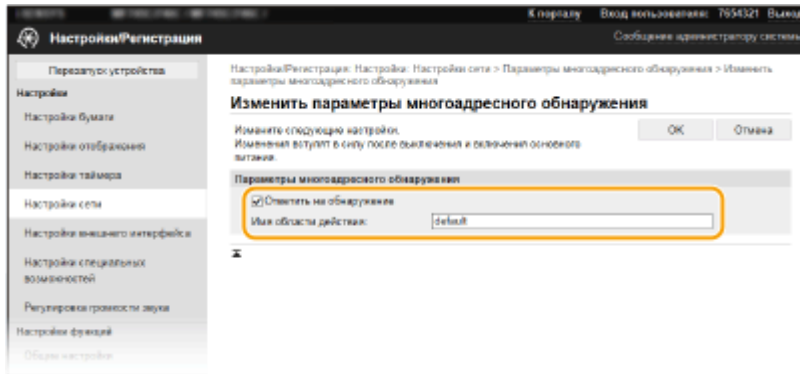 К порталу Вход пользователя: 7654321 Выход
Настройки/Регистрация
Сообщение администратору системы
Перезапуск устройства
Настройки
Настройки бумаги
Настройки отображения
Настройки таймера
Настройки сети
Настройки внешнего интерфейса
Настройки специальных
возможностей
Регулировка громкости звука
Настройки функций
Общие настройки
Настройки/Регистрация: Настройки: Настройки сети > Параметры многоадресного обнаружения > Изменить
параметры многоадресного обнаружения
Изменить параметры многоадресного обнаружения
Измените следующие настройки.
Изменения вступят в силу после выключения и включения основного
питания.
OK Отмена
Параметры многоадресного обнаружения
Ответить на обнаружение
Имя области действия: default